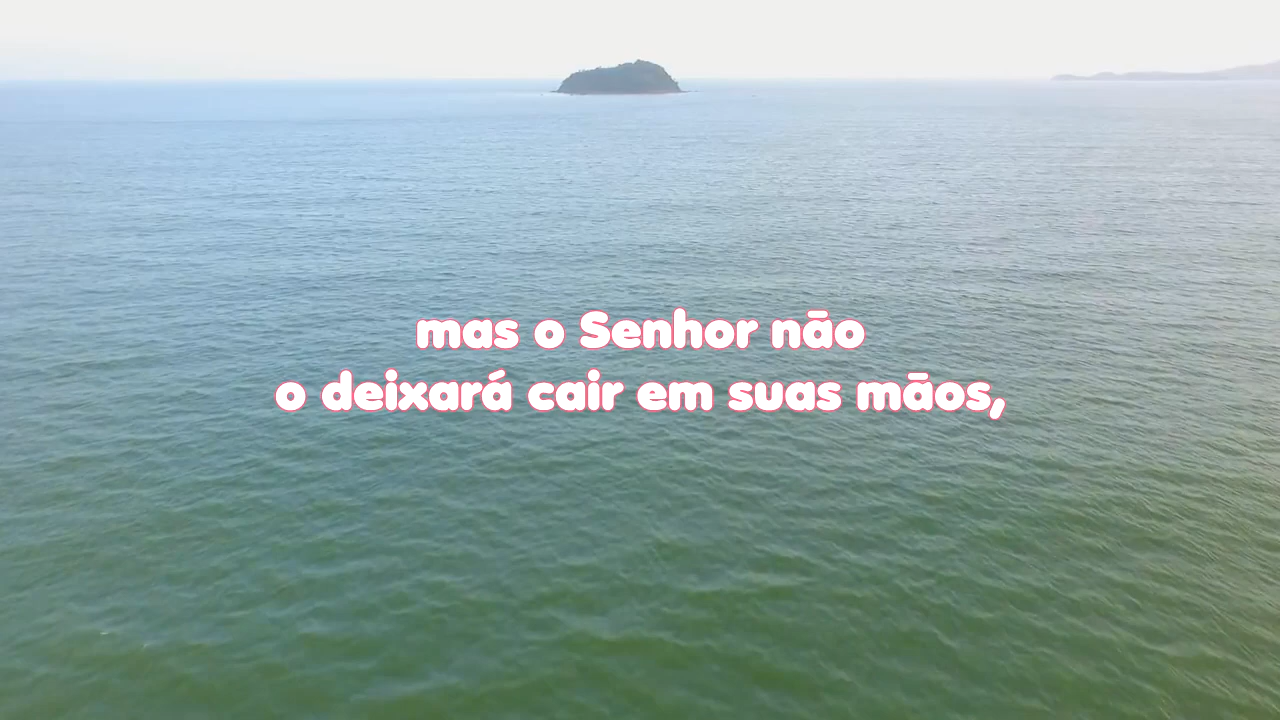 mas o Senhor não
o deixará cair em suas mãos,